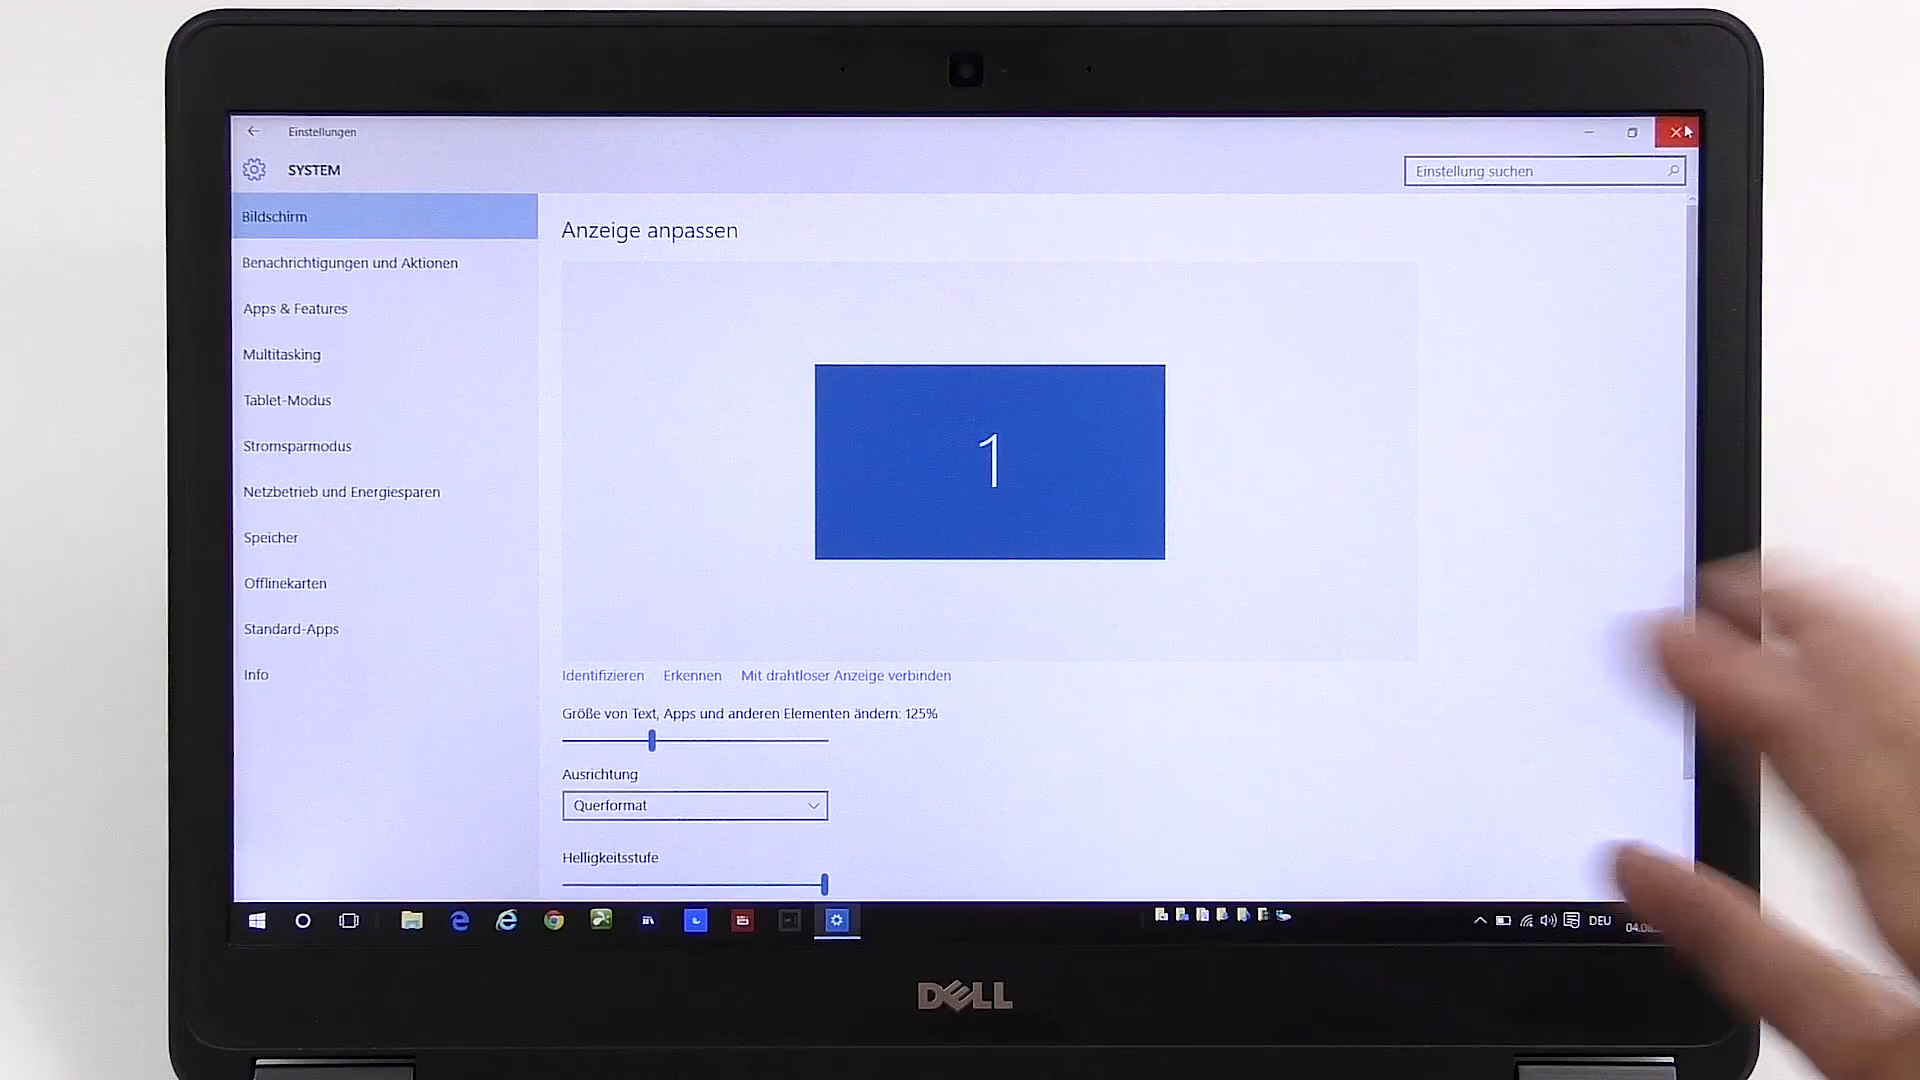 Einstellungen
SYSTEM
Einstellung suchen
Bildschirm
Benachrichtigungen und Aktionen
Apps & Features
Multitasking
Tablet-Modus
Stromsparmodus
Netzbetrieb und Energiesparen
Speicher
Offlinekarten
Standard-Apps
Info
Anzeige anpassen
1
Identifizieren Erkennen Mit drahtloser Anzeige verbinden
Größe von Text, Apps und anderen Elementen ändern: 125%
Ausrichtung
Querformat
Helligkeitsstufe
DEU
DELL